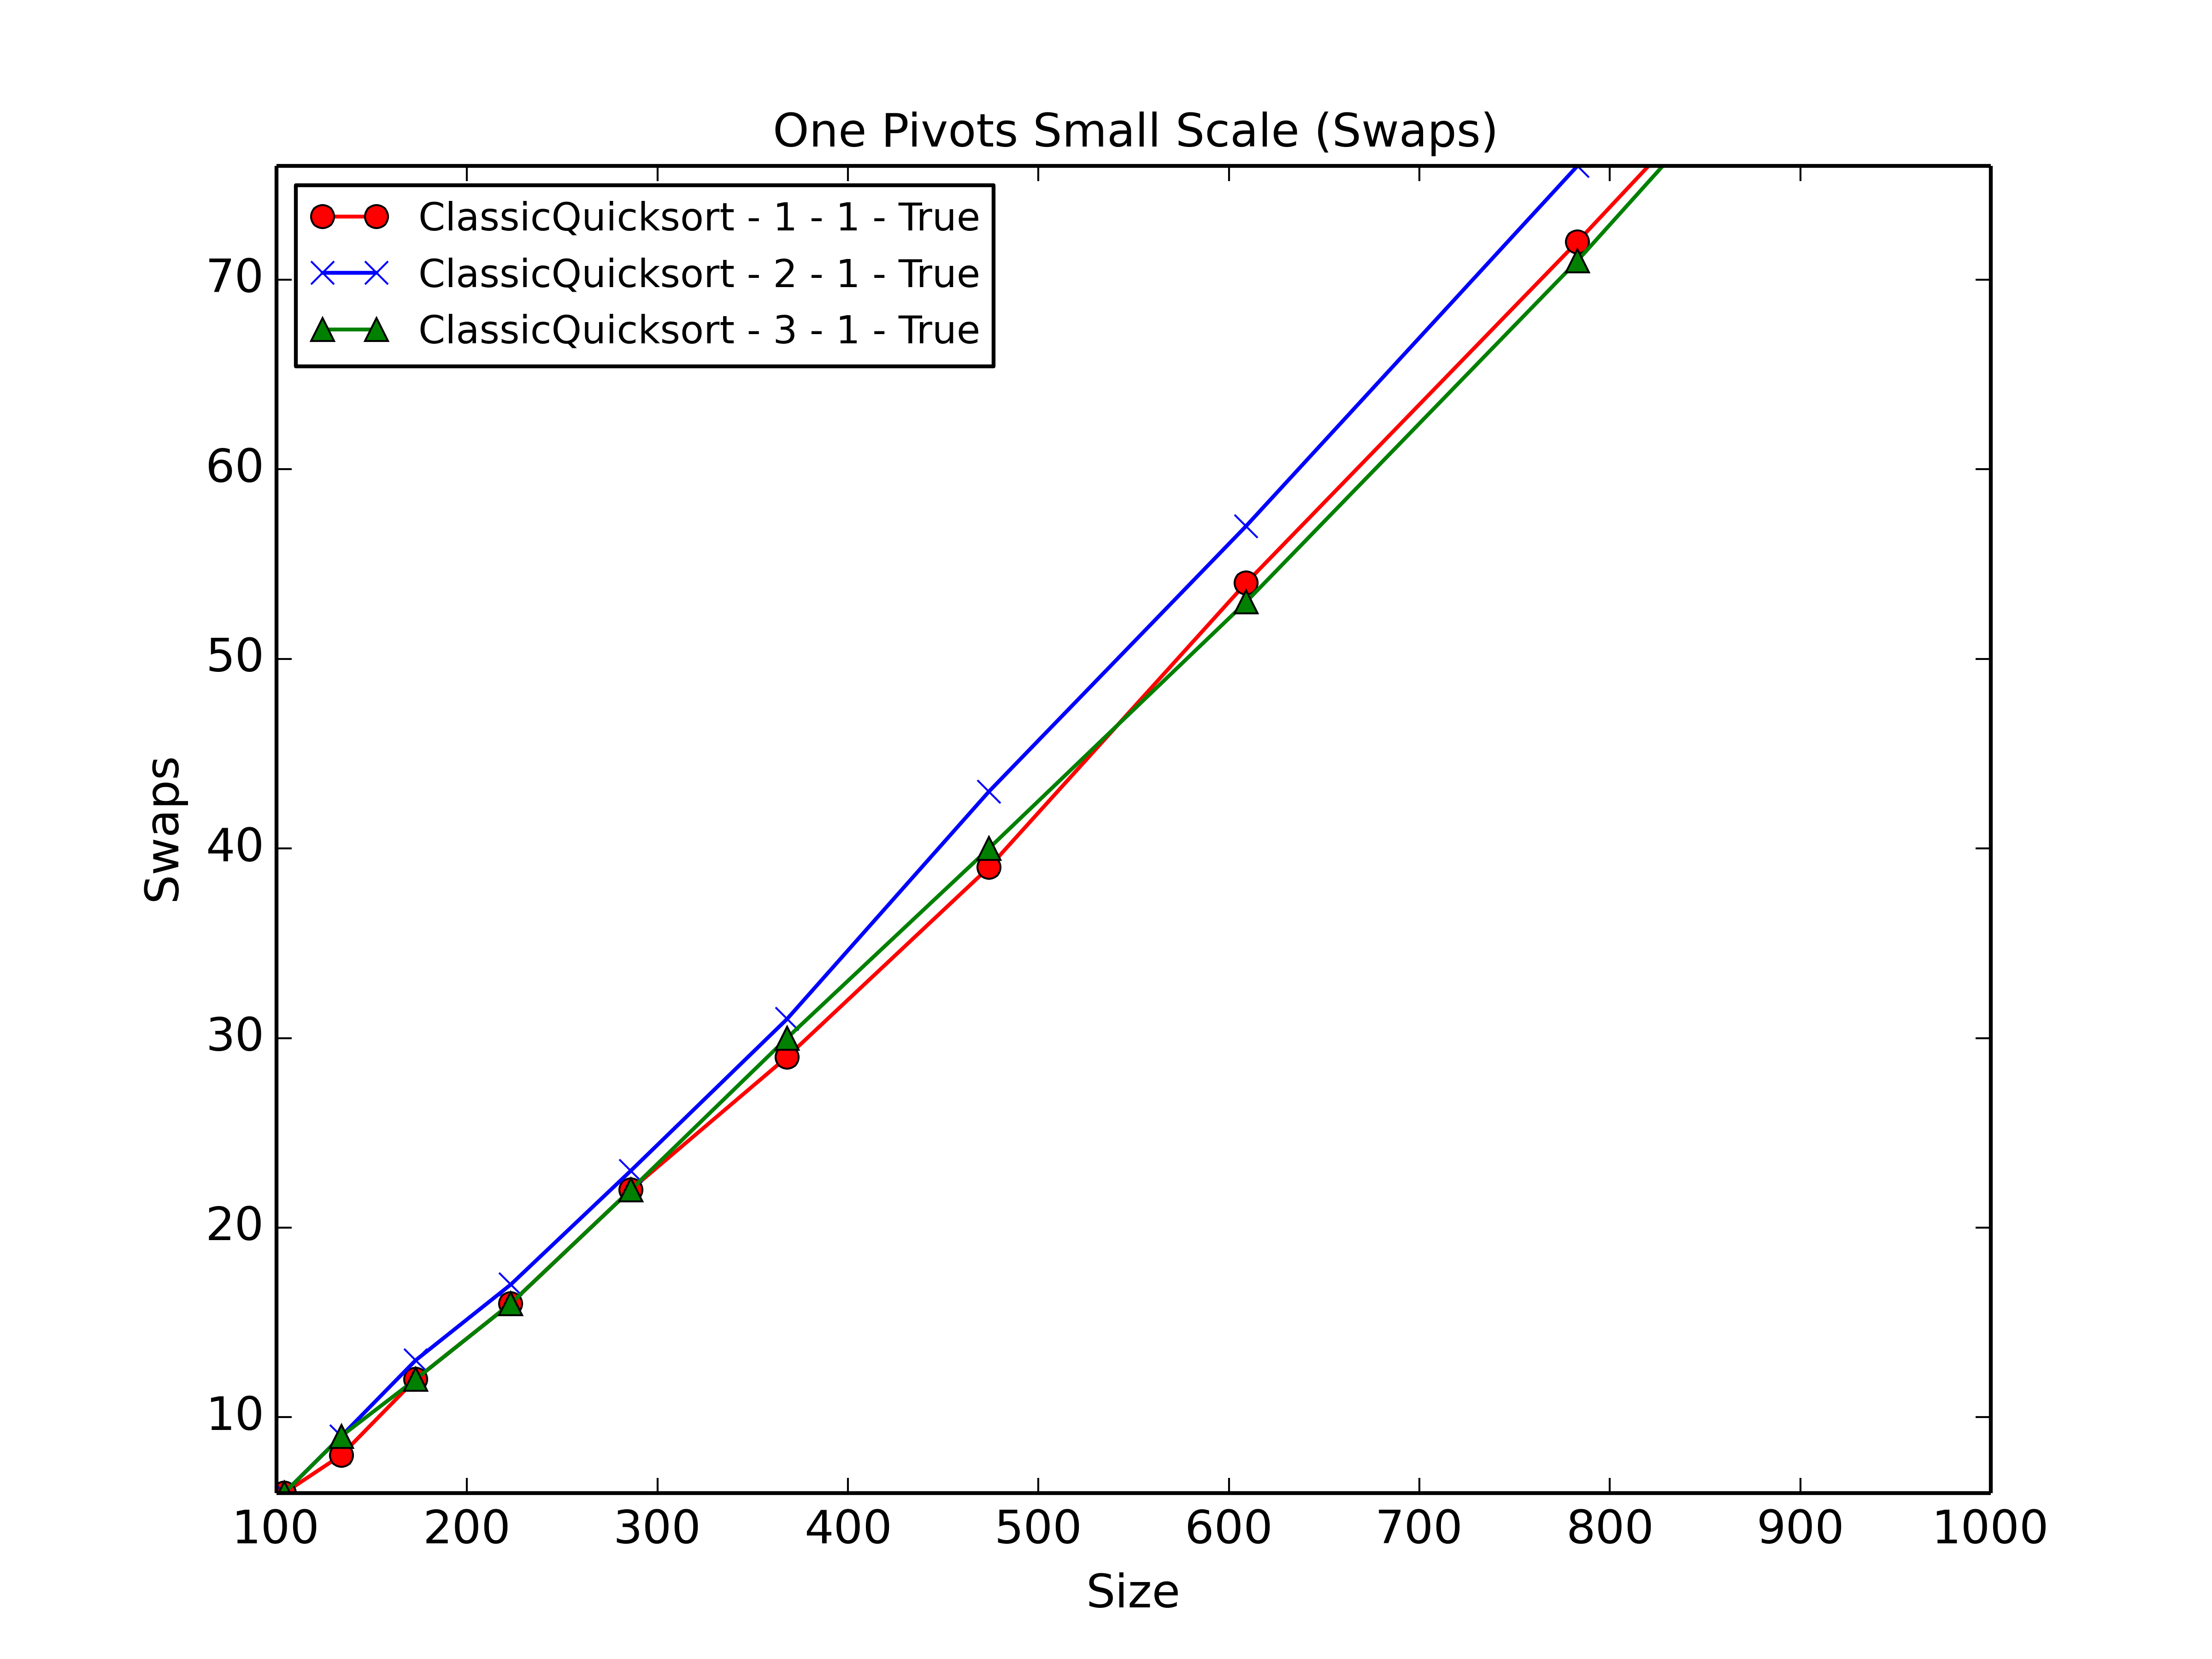 One Pivots Small Scale (Swaps)
ClassicQuicksort - 1 - 1 - True
ClassicQuicksort - 2 - 1 - True
ClassicQuicksort - 3 - 1 - True
70
60
50
40
30
20
10
Swaps
100 200 300 400 500 600 700 800 900 1000
Size